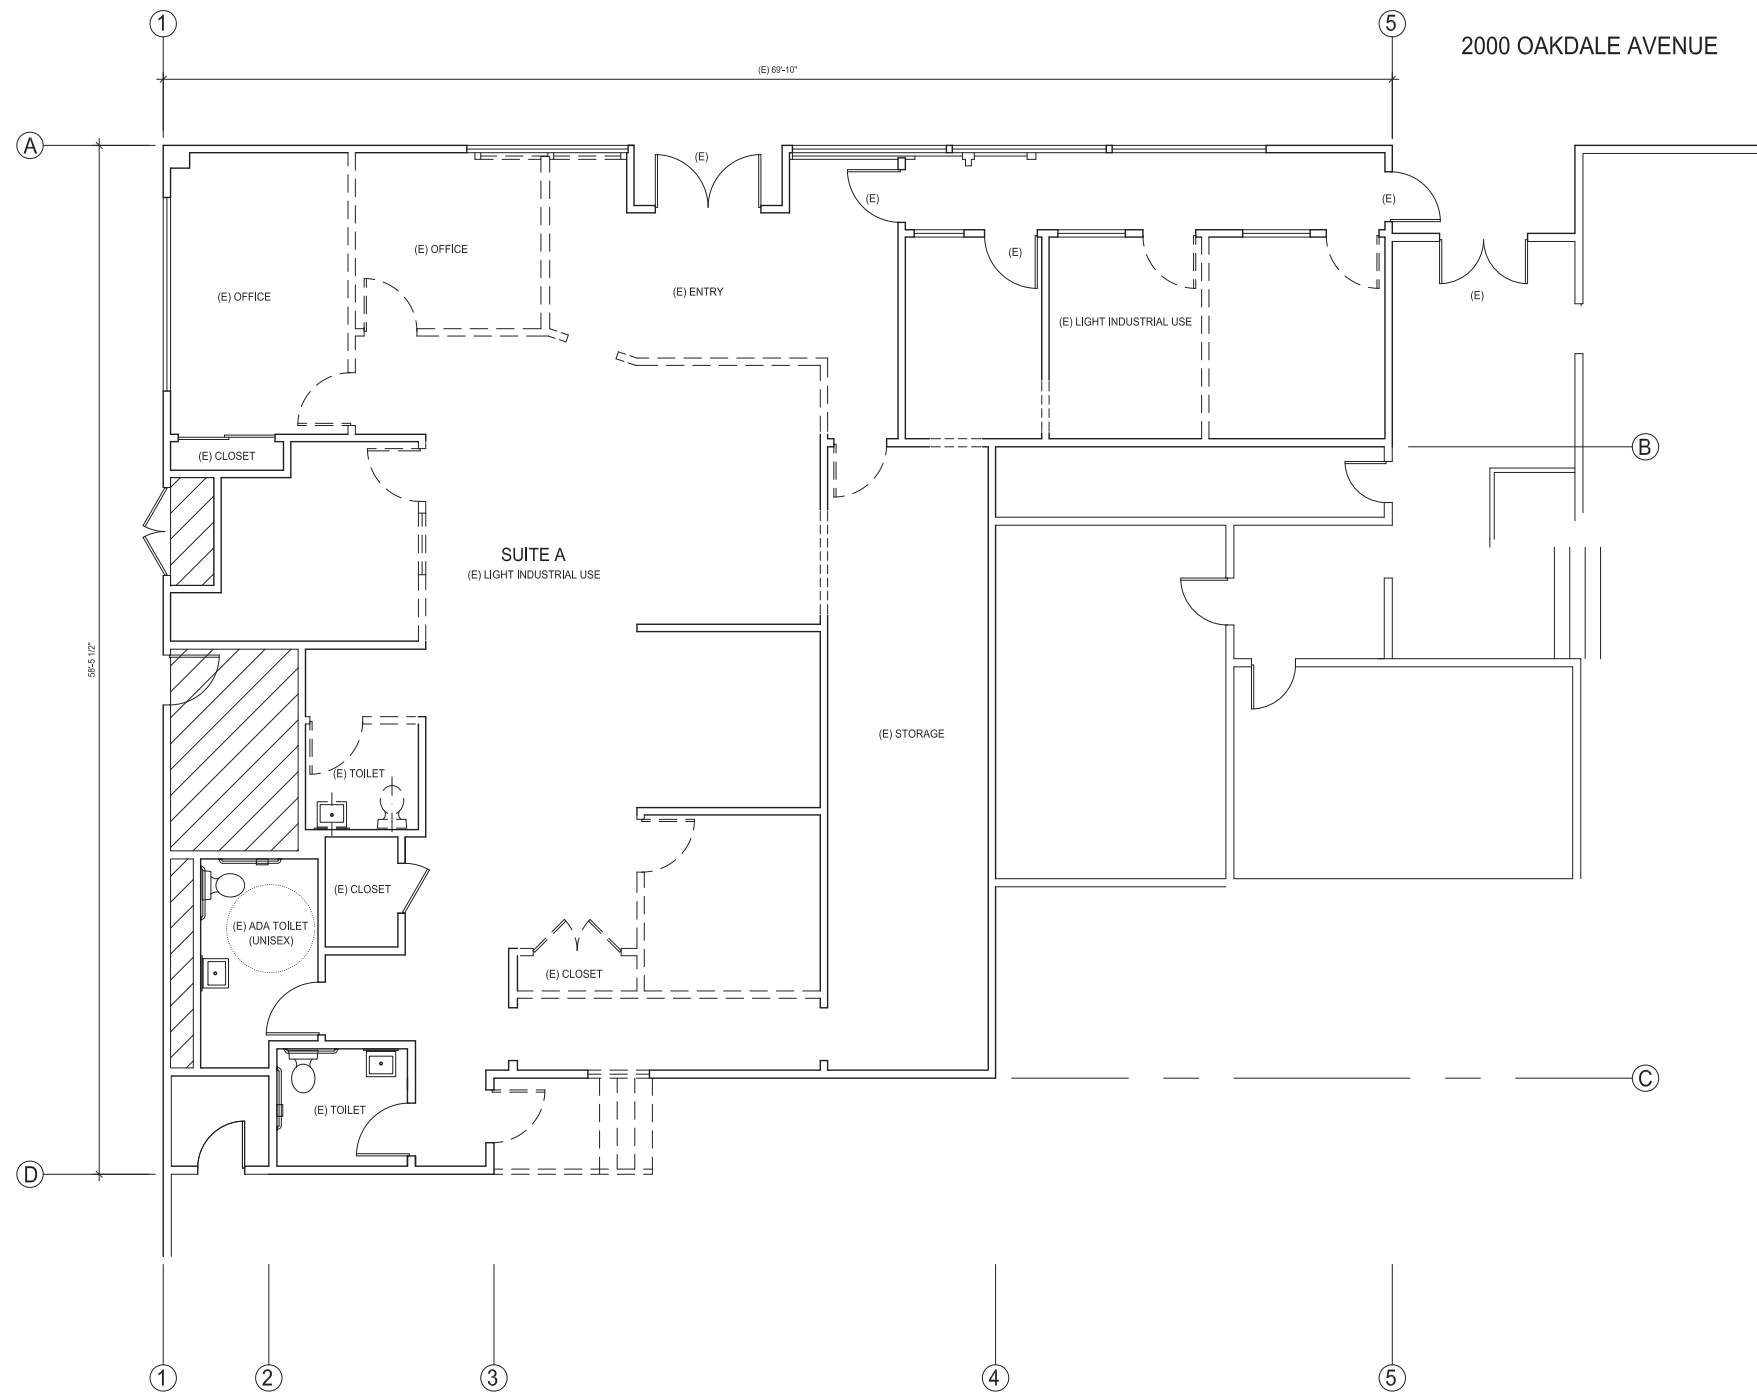 1
5
2000 OAKDALE AVENUE
(E) 69'-10"
A
(E)
(E)
(E)
(E) OFFICE
(E)
(E) OFFICE
(E) ENTRY
(E)
(E) LIGHT INDUSTRIAL USE
B
(E) CLOSET
SUITE A
(E) LIGHT INDUSTRIAL USE
58'-5 1/2"
(E) STORAGE
(E) TOILET
(E) CLOSET
(E) ADA TOILET
(UNISEX)
(E) CLOSET
C
(E) TOILET
D
1
2
3
4
5